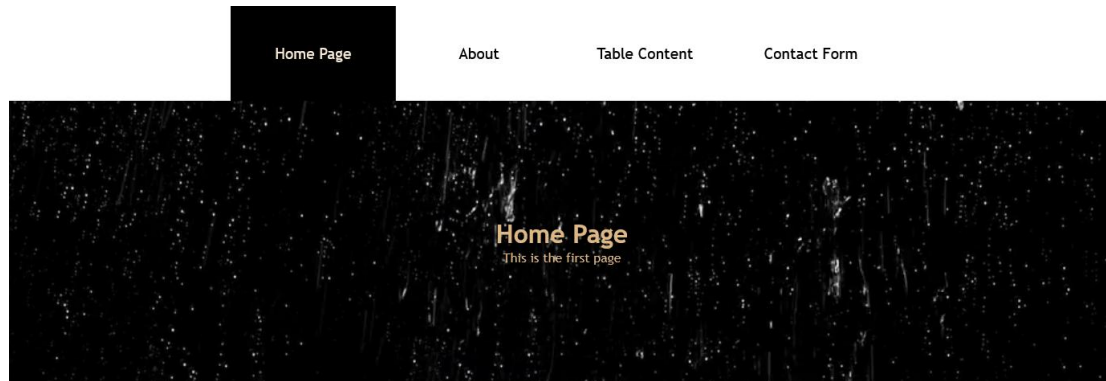 Home Page About Table Content Contact Form
Home Page
This is the first page